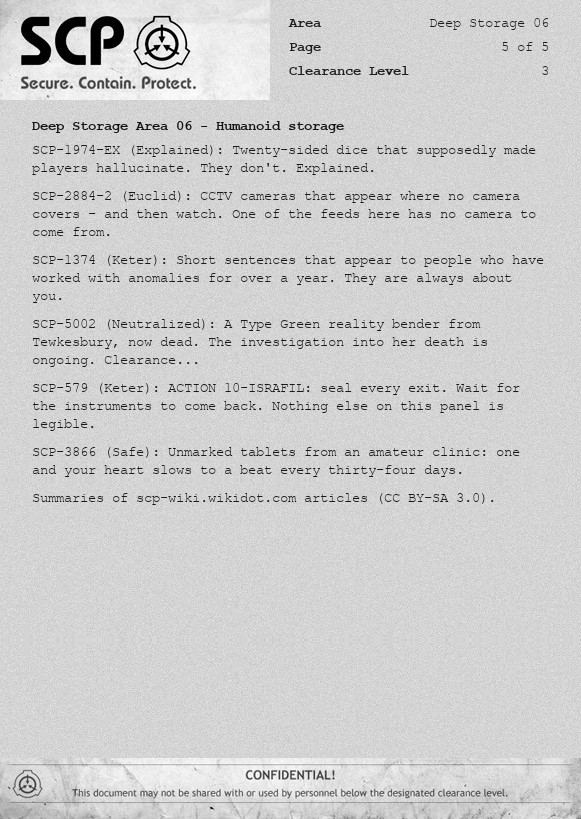 SCP
Secure. Contain. Protect.
Area Deep Storage 06
Page 5 of 5
Clearance Level 3
Deep Storage Area 06 - Humanoid storage
SCP-1974-EX (Explained): Twenty-sided dice that supposedly made
players hallucinate. They don't. Explained.
SCP-2884-2 (Euclid): CCTV cameras that appear where no camera
covers - and then watch. One of the feeds here has no camera to
come from.
SCP-1374 (Keter): Short sentences that appear to people who have
worked with anomalies for over a year. They are always about
you.
SCP-5002 (Neutralized): A Type Green reality bender from
Tewkesbury, now dead. The investigation into her death is
ongoing. Clearance...
SCP-579 (Keter): ACTION 10-ISRAFIL: seal every exit. Wait for
the instruments to come back. Nothing else on this panel is
legible.
SCP-3866 (Safe): Unmarked tablets from an amateur clinic: one
and your heart slows to a beat every thirty-four days.
Summaries of scp-wiki.wikidot.com articles (CC BY-SA 3.0).
CONFIDENTIAL!
This document may not be shared with or used by personnel below the designated clearance level.